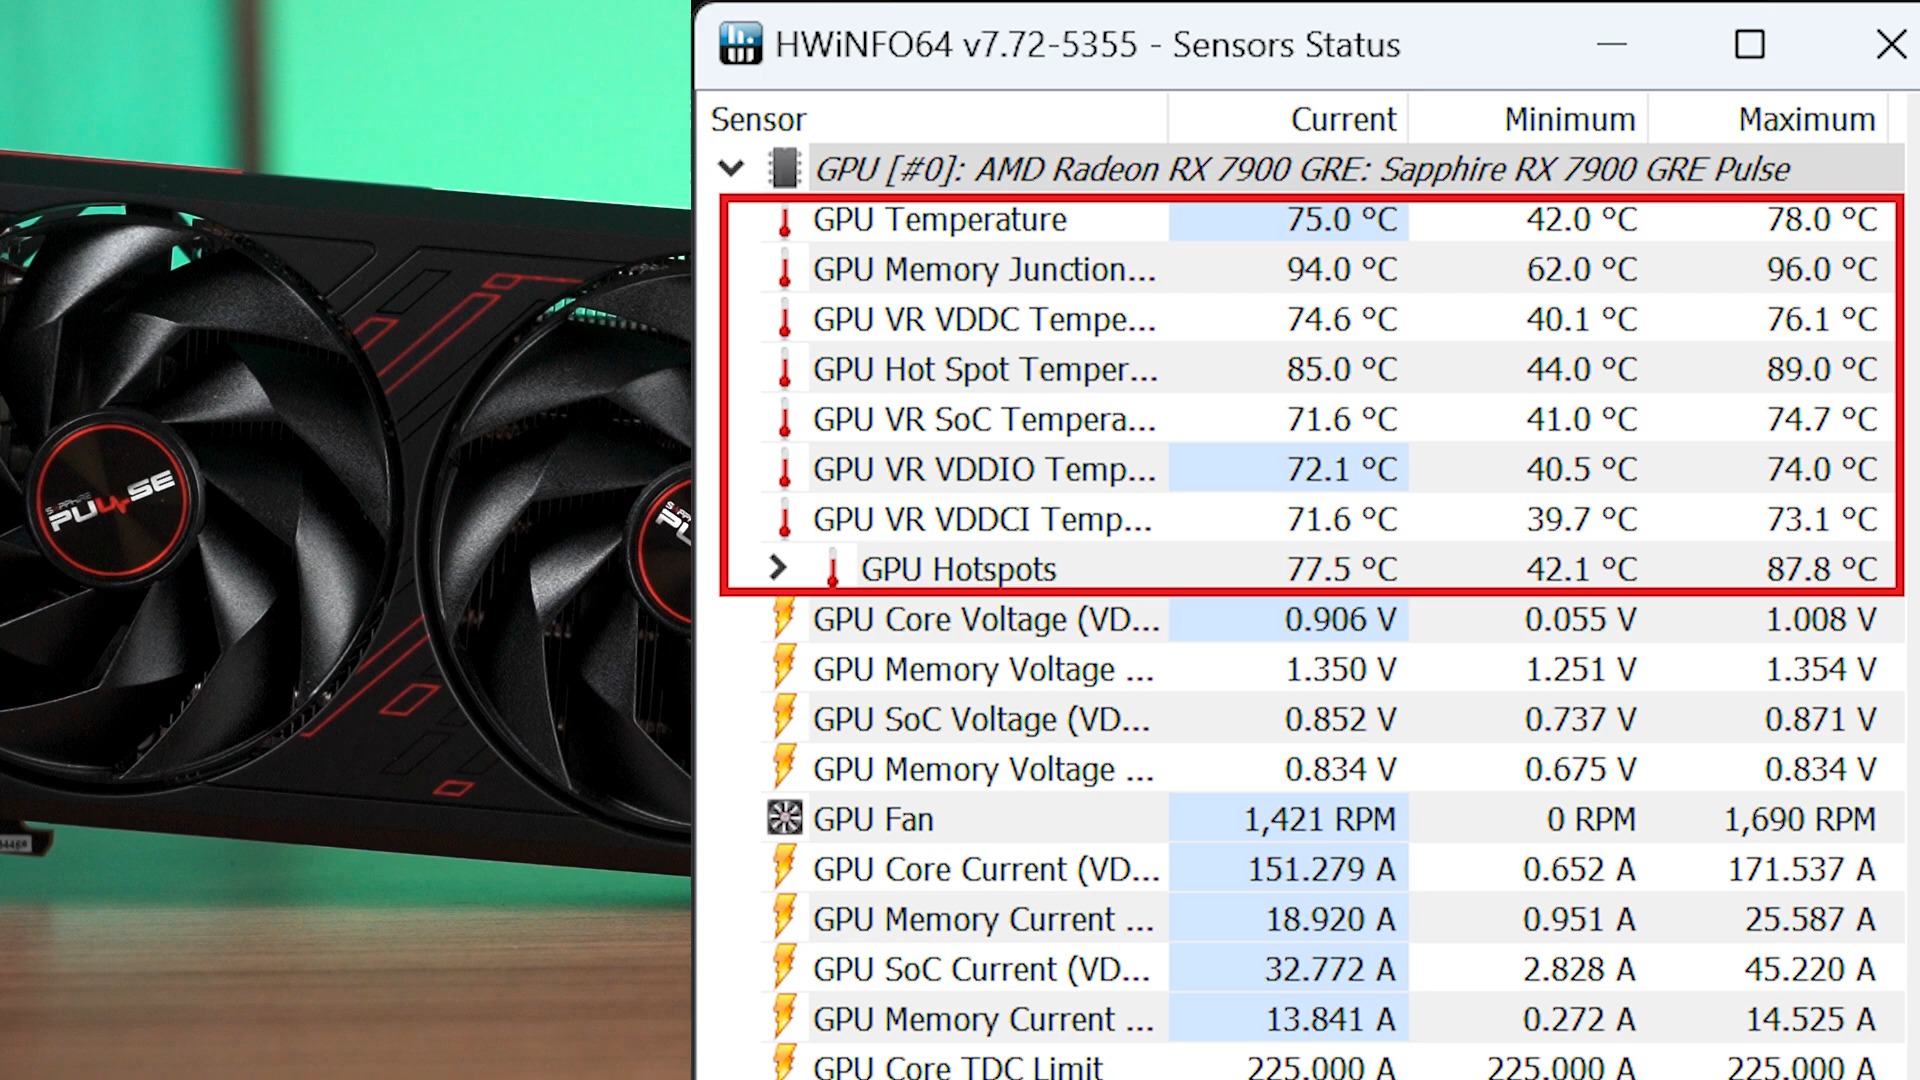 SAPPHIRE
PULSE
HWiNFO64 v7.72-5355 - Sensors Status
Sensor Current Minimum Maximum
GPU [#0]: AMD Radeon RX 7900 GRE: Sapphire RX 7900 GRE Pulse
GPU Temperature 75.0 °C 42.0 °C 78.0 °C
GPU Memory Junction... 94.0 °C 62.0 °C 96.0 °C
GPU VR VDDC Tempe... 74.6 °C 40.1 °C 76.1 °C
GPU Hot Spot Temper... 85.0 °C 44.0 °C 89.0 °C
GPU VR SoC Tempera... 71.6 °C 41.0 °C 74.7 °C
GPU VR VDDIO Temp... 72.1 °C 40.5 °C 74.0 °C
GPU VR VDDCI Temp... 71.6 °C 39.7 °C 73.1 °C
GPU Hotspots 77.5 °C 42.1 °C 87.8 °C
GPU Core Voltage (VD... 0.906 V 0.055 V 1.008 V
GPU Memory Voltage ... 1.350 V 1.251 V 1.354 V
GPU SoC Voltage (VD... 0.852 V 0.737 V 0.871 V
GPU Memory Voltage ... 0.834 V 0.675 V 0.834 V
GPU Fan 1,421 RPM 0 RPM 1,690 RPM
GPU Core Current (VD... 151.279 A 0.652 A 171.537 A
GPU Memory Current ... 18.920 A 0.951 A 25.587 A
GPU SoC Current (VD... 32.772 A 2.828 A 45.220 A
GPU Memory Current ... 13.841 A 0.272 A 14.525 A
GPU Core TDC Limit 225.000 A 225.000 A 225.000 A